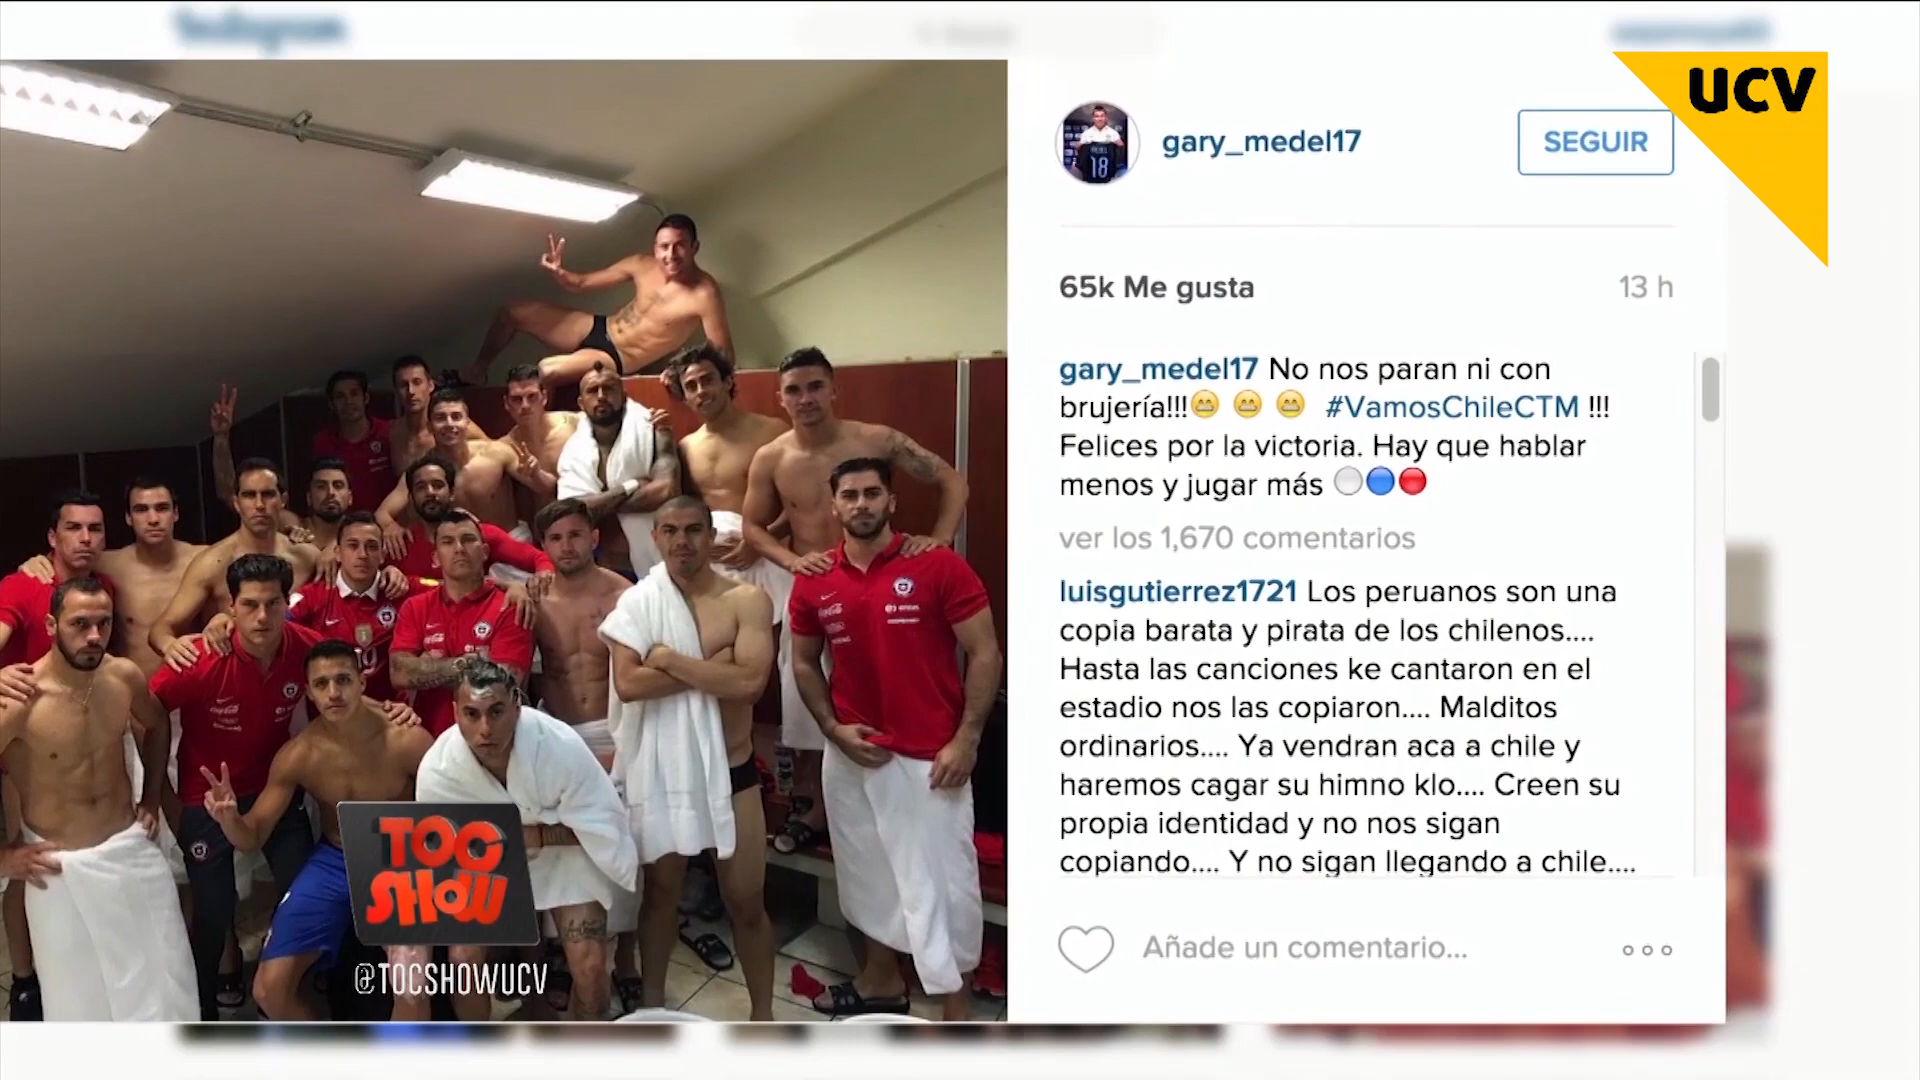 UCV
gary_medel17
SEGUIR
18
65k Me gusta
13 h
gary_medel17 No nos paran ni con
brujería!!!😁 😁 😁 #VamosChileCTM !!!
Felices por la victoria. Hay que hablar
menos y jugar más ⚪🔵🔴
ver los 1,670 comentarios
luisgutierrez1721 Los peruanos son una
copia barata y pirata de los chilenos....
Hasta las canciones ke cantaron en el
estadio nos las copiaron.... Malditos
ordinarios.... Ya vendran aca a chile y
haremos cagar su himno klo.... Creen su
propia identidad y no nos sigan
copiando.... Y no sigan llegando a chile....
Añade un comentario...
TOC
SHOW
@TOCSHOWUCV